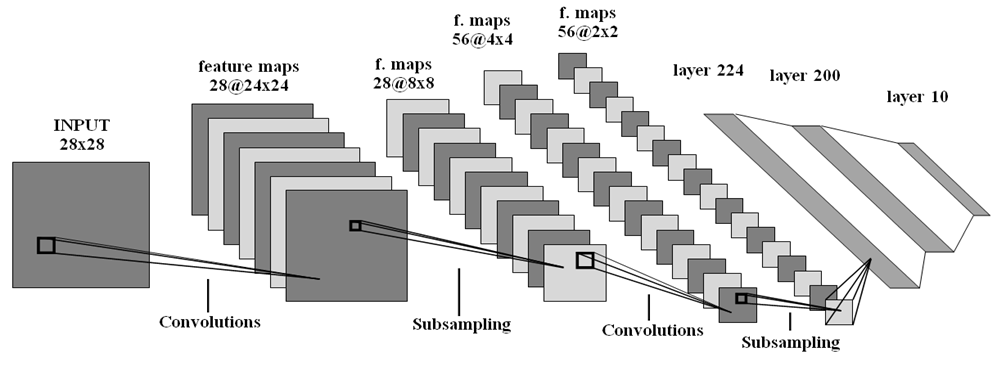 INPUT
28x28
feature maps
28@24x24
f. maps
28@8x8
f. maps
56@4x4
f. maps
56@2x2
layer 224
layer 200
layer 10
Convolutions
Subsampling
Convolutions
Subsampling